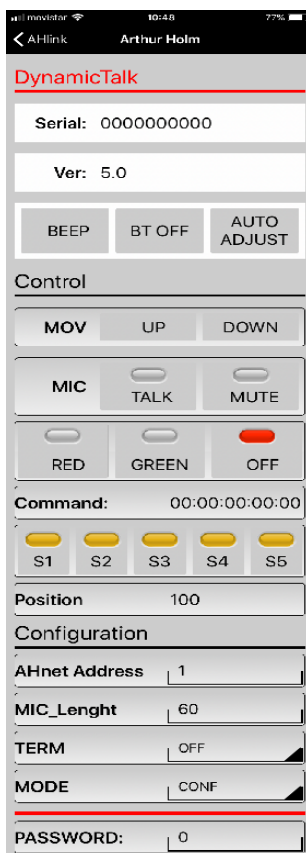 movistar 10:48 77%
AHlink Arthur Holm
DynamicTalk
Serial: 0000000000
Ver: 5.0
BEEP BT OFF AUTO ADJUST
Control
MOV UP DOWN
MIC TALK MUTE
RED GREEN OFF
Command: 00:00:00:00:00
S1 S2 S3 S4 S5
Position 100
Configuration
AHnet Address 1
MIC_Lenght 60
TERM OFF
MODE CONF
PASSWORD: 0